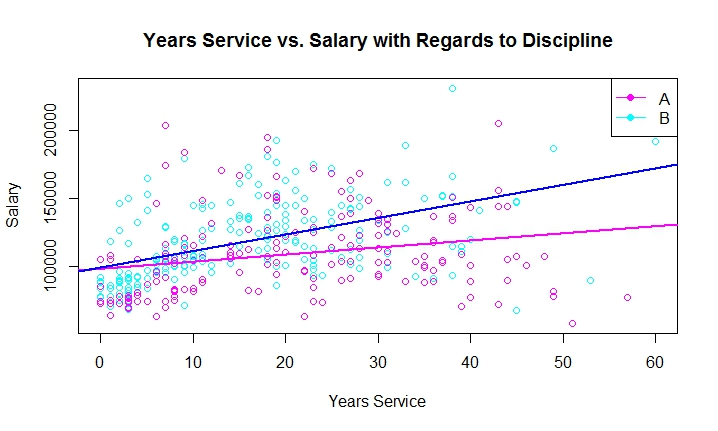 Years Service vs. Salary with Regards to Discipline
A
B
Salary
200000
150000
100000
0 10 20 30 40 50 60
Years Service